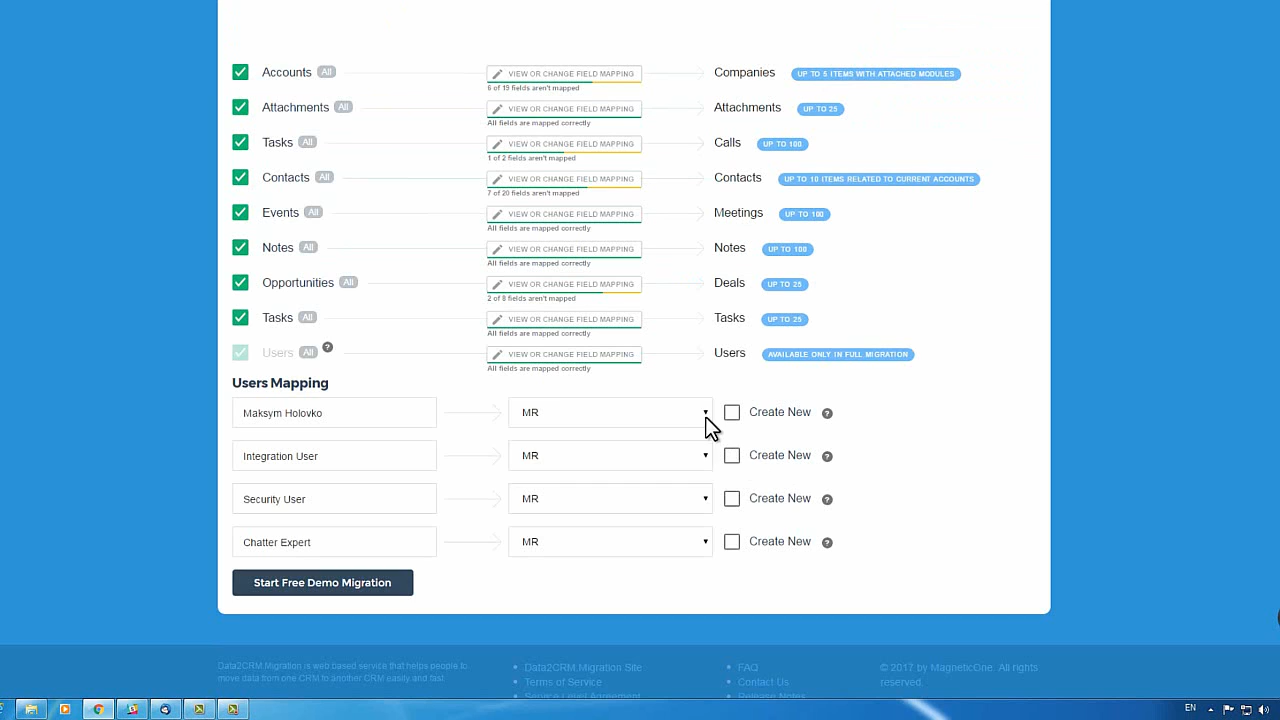 Accounts All VIEW OR CHANGE FIELD MAPPING Companies UP TO 5 ITEMS WITH ATTACHED MODULES
6 of 19 fields aren't mapped
Attachments All VIEW OR CHANGE FIELD MAPPING Attachments UP TO 25
All fields are mapped correctly
Tasks All VIEW OR CHANGE FIELD MAPPING Calls UP TO 100
1 of 2 fields aren't mapped
Contacts All VIEW OR CHANGE FIELD MAPPING Contacts UP TO 10 ITEMS RELATED TO CURRENT ACCOUNTS
7 of 20 fields aren't mapped
Events All VIEW OR CHANGE FIELD MAPPING Meetings UP TO 100
All fields are mapped correctly
Notes All VIEW OR CHANGE FIELD MAPPING Notes UP TO 100
All fields are mapped correctly
Opportunities All VIEW OR CHANGE FIELD MAPPING Deals UP TO 25
2 of 8 fields aren't mapped
Tasks All VIEW OR CHANGE FIELD MAPPING Tasks UP TO 25
All fields are mapped correctly
Users All ? VIEW OR CHANGE FIELD MAPPING Users AVAILABLE ONLY IN FULL MIGRATION
All fields are mapped correctly
Users Mapping
Maksym Holovko MR Create New ?
Integration User MR Create New ?
Security User MR Create New ?
Chatter Expert MR Create New ?
Start Free Demo Migration
Data2CRM.Migration is web based service that helps people to
move data from one CRM to another CRM easily and fast.
Data2CRM.Migration Site
Terms of Service
Service Level Agreement
FAQ
Contact Us
Release Notes
© 2017 by MagneticOne. All rights
reserved.
EN